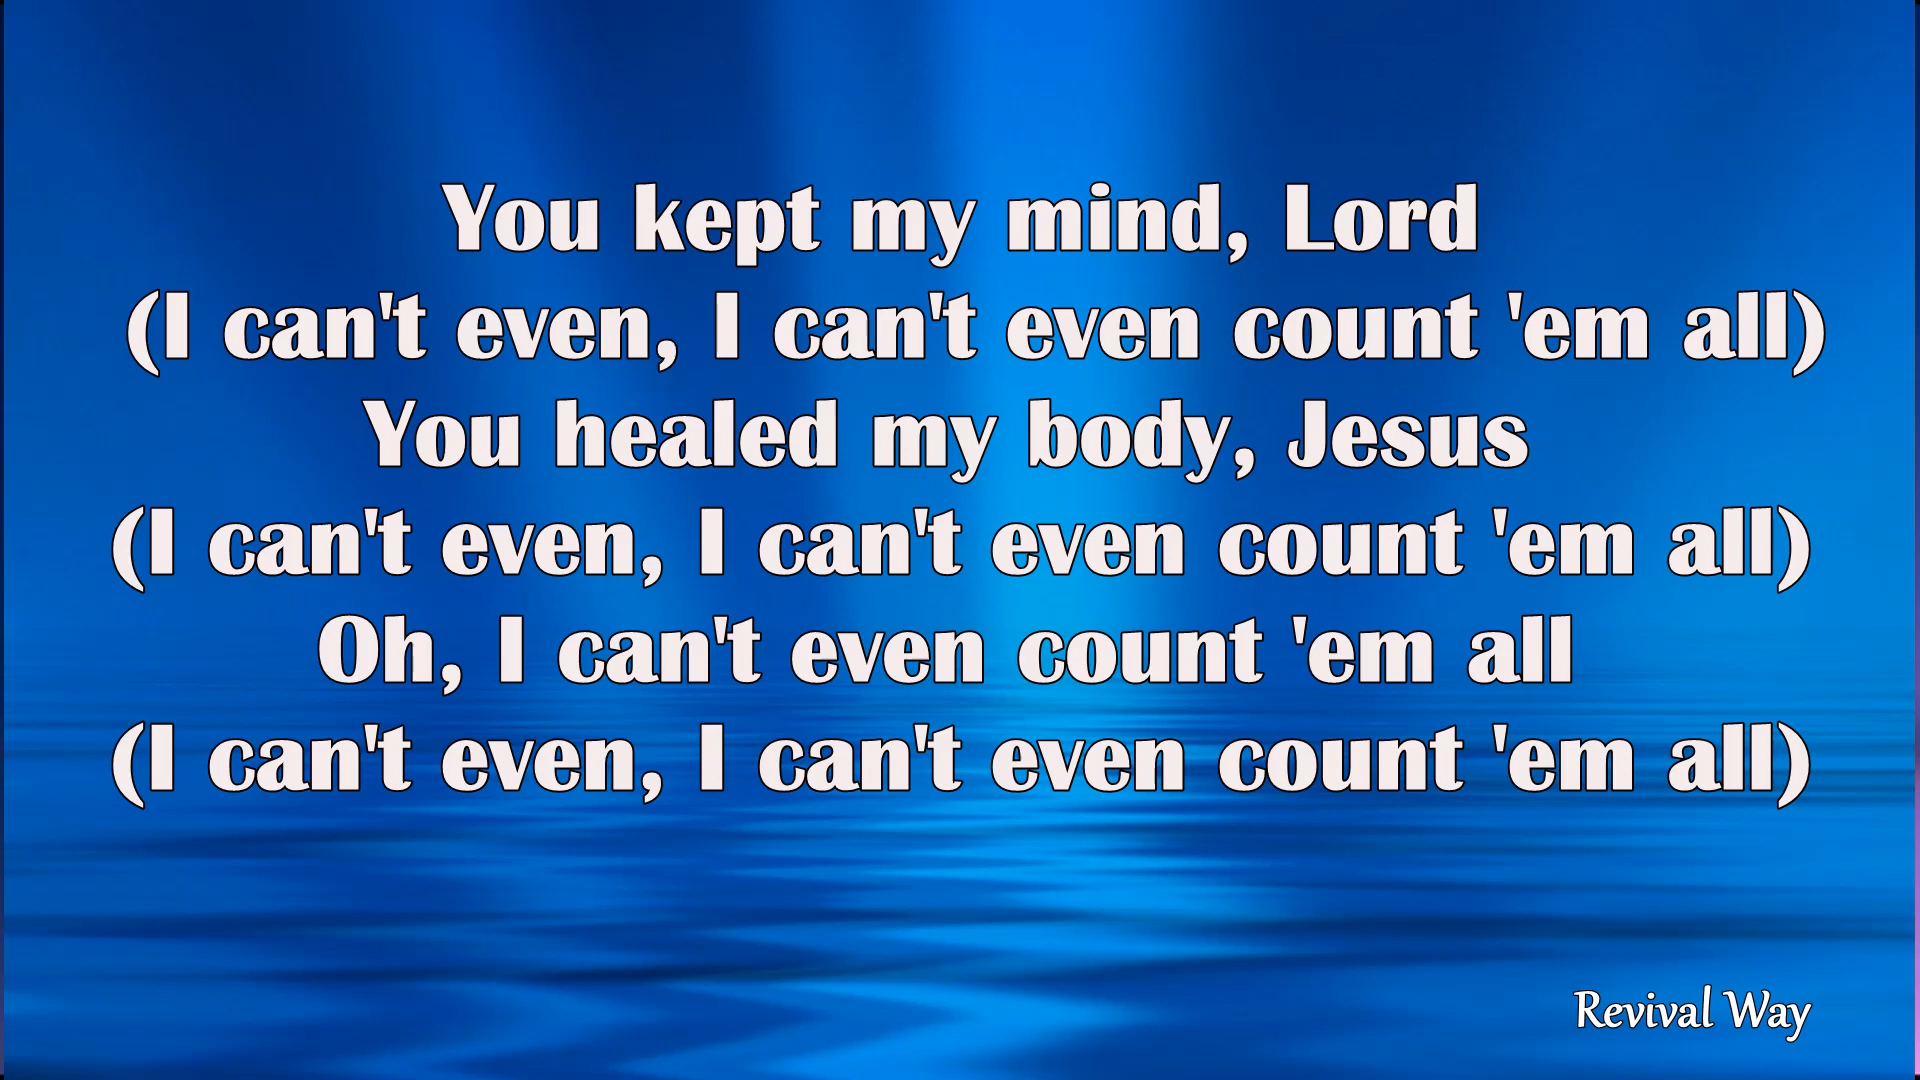 You kept my mind, Lord
(I can't even, I can't even count 'em all)
You healed my body, Jesus
(I can't even, I can't even count 'em all)
Oh, I can't even count 'em all
(I can't even, I can't even count 'em all)
Revival Way